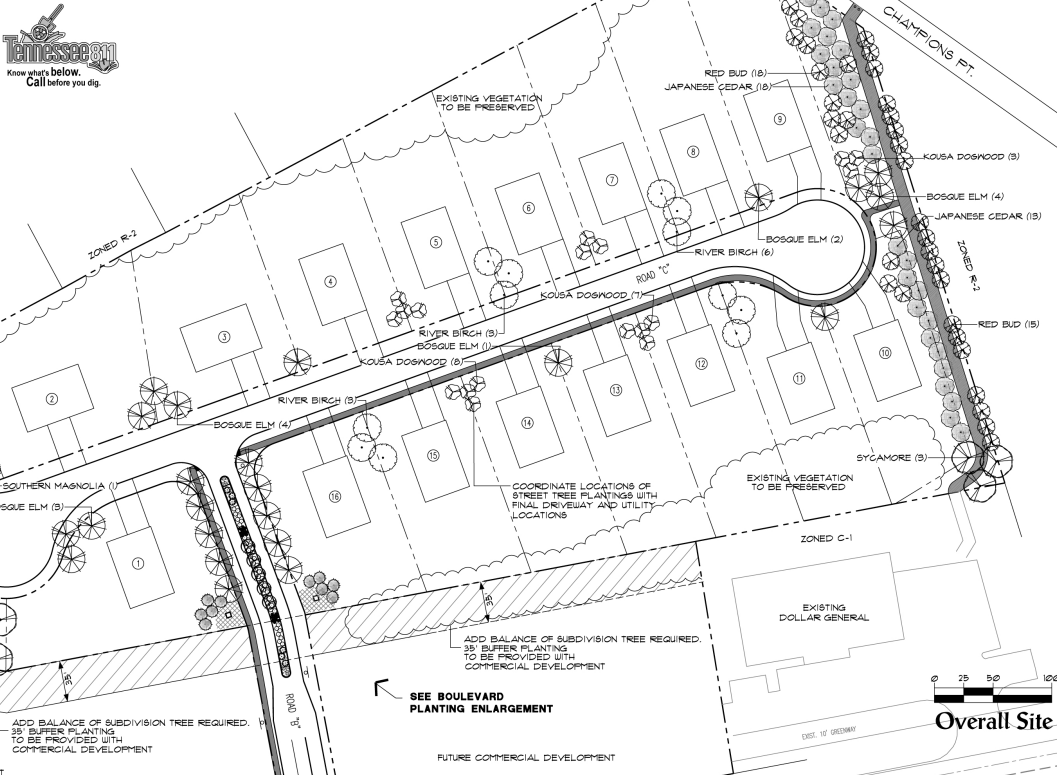 Tennessee 811
Know what's below.
Call before you dig.
CHAMPIONS PT.
RED BUD (18)
JAPANESE CEDAR (18)
EXISTING VEGETATION
TO BE PRESERVED
9
8
KOUSA DOGWOOD (3)
7
BOSQUE ELM (4)
6
JAPANESE CEDAR (13)
5
BOSQUE ELM (2)
ZONED R-2
RIVER BIRCH (6)
ZONED R-2
4
ROAD "C"
KOUSA DOGWOOD (7)
RED BUD (15)
3
RIVER BIRCH (3)
BOSQUE ELM (1)
10
KOUSA DOGWOOD (8)
12
11
2
13
RIVER BIRCH (3)
BOSQUE ELM (4)
14
15
SYCAMORE (3)
SOUTHERN MAGNOLIA (1)
EXISTING VEGETATION
TO BE PRESERVED
16
COORDINATE LOCATIONS OF
STREET TREE PLANTINGS WITH
FINAL DRIVEWAY AND UTILITY
LOCATIONS
SQUE ELM (3)
ZONED C-1
1
35'
EXISTING
DOLLAR GENERAL
ADD BALANCE OF SUBDIVISION TREE REQUIRED.
35' BUFFER PLANTING
TO BE PROVIDED WITH
COMMERCIAL DEVELOPMENT
35'
0 25 50 100
ROAD "B"
SEE BOULEVARD
PLANTING ENLARGEMENT
Overall Site
ADD BALANCE OF SUBDIVISION TREE REQUIRED.
35' BUFFER PLANTING
TO BE PROVIDED WITH
COMMERCIAL DEVELOPMENT
EXIST. 10' GREENWAY
FUTURE COMMERCIAL DEVELOPMENT